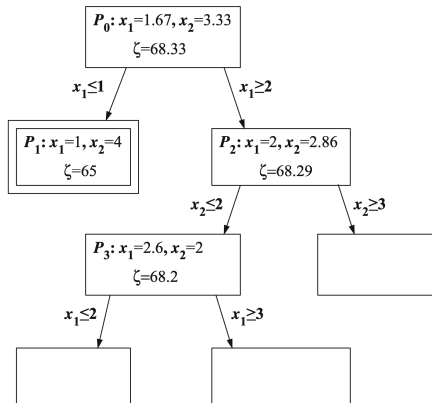 P₀: x₁=1.67, x₂=3.33
ζ=68.33
x₁≤1
x₁≥2
P₁: x₁=1, x₂=4
ζ=65
P₂: x₁=2, x₂=2.86
ζ=68.29
x₂≤2
x₂≥3
P₃: x₁=2.6, x₂=2
ζ=68.2
x₁≤2
x₁≥3